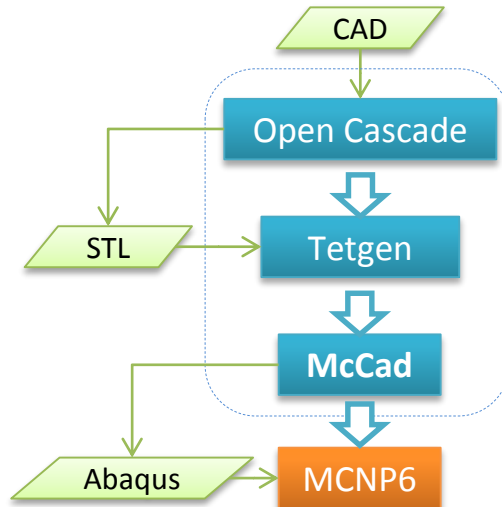 CAD
Open Cascade
STL
Tetgen
McCad
Abaqus
MCNP6